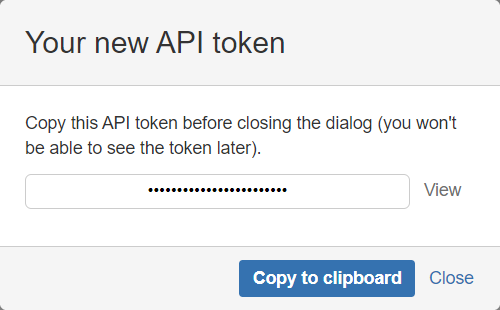 Your new API token
Copy this API token before closing the dialog (you won't
be able to see the token later).
••••••••••••••••••••••••
View
Copy to clipboard
Close